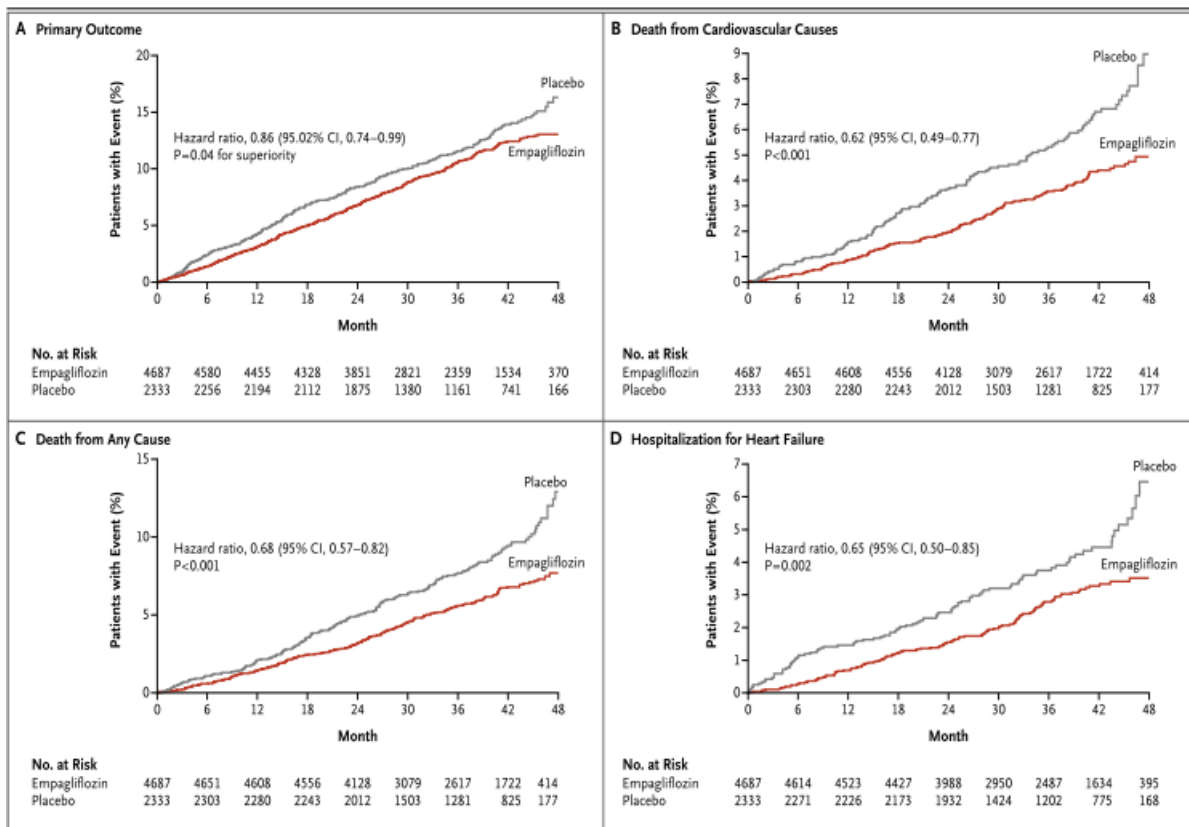 A Primary Outcome
Patients with Event (%)
20
15
10
5
0
Placebo
Hazard ratio, 0.86 (95.02% CI, 0.74–0.99)
P=0.04 for superiority
Empagliflozin
0 6 12 18 24 30 36 42 48
Month
No. at Risk
Empagliflozin 4687 4580 4455 4328 3851 2821 2359 1534 370
Placebo 2333 2256 2194 2112 1875 1380 1161 741 166
B Death from Cardiovascular Causes
Patients with Event (%)
9
8
7
6
5
4
3
2
1
0
Placebo
Hazard ratio, 0.62 (95% CI, 0.49–0.77)
P<0.001
Empagliflozin
0 6 12 18 24 30 36 42 48
Month
No. at Risk
Empagliflozin 4687 4651 4608 4556 4128 3079 2617 1722 414
Placebo 2333 2303 2280 2243 2012 1503 1281 825 177
C Death from Any Cause
Patients with Event (%)
15
10
5
0
Placebo
Hazard ratio, 0.68 (95% CI, 0.57–0.82)
P<0.001
Empagliflozin
0 6 12 18 24 30 36 42 48
Month
No. at Risk
Empagliflozin 4687 4651 4608 4556 4128 3079 2617 1722 414
Placebo 2333 2303 2280 2243 2012 1503 1281 825 177
D Hospitalization for Heart Failure
Patients with Event (%)
7
6
5
4
3
2
1
0
Placebo
Hazard ratio, 0.65 (95% CI, 0.50–0.85)
P=0.002
Empagliflozin
0 6 12 18 24 30 36 42 48
Month
No. at Risk
Empagliflozin 4687 4614 4523 4427 3988 2950 2487 1634 395
Placebo 2333 2271 2226 2173 1932 1424 1202 775 168